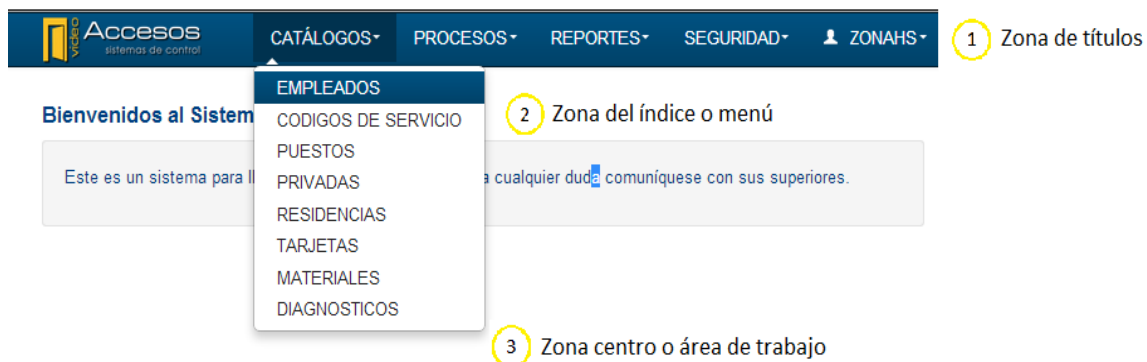 video Accesos
sistemas de control
CATÁLOGOS PROCESOS REPORTES SEGURIDAD ZONAHS
1 Zona de títulos
EMPLEADOS
CODIGOS DE SERVICIO
PUESTOS
PRIVADAS
RESIDENCIAS
TARJETAS
MATERIALES
DIAGNOSTICOS
Bienvenidos al Sistem
2 Zona del índice o menú
Este es un sistema para ll a cualquier duda comuníquese con sus superiores.
3 Zona centro o área de trabajo